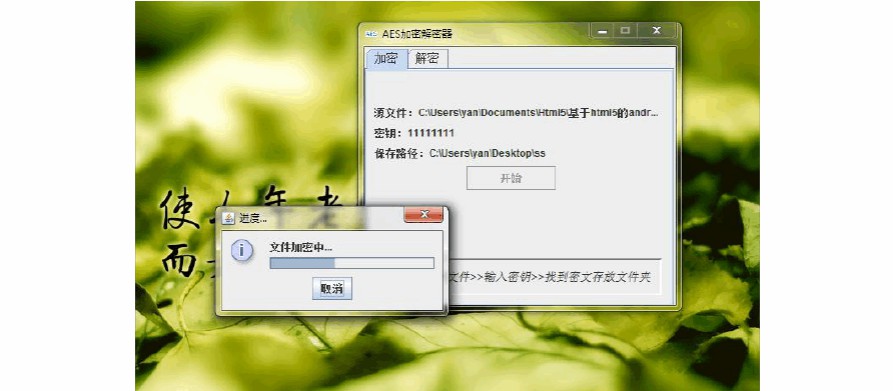 AES加密解密器
加密 解密
源文件：C:\Users\yan\Documents\Html5\基于html5的andr...
密钥：11111111
保存路径：C:\Users\yan\Desktop\ss
开始
使 年 老
而
进度...
文件加密中...
取消
文件>>输入密钥>>找到密文存放文件夹